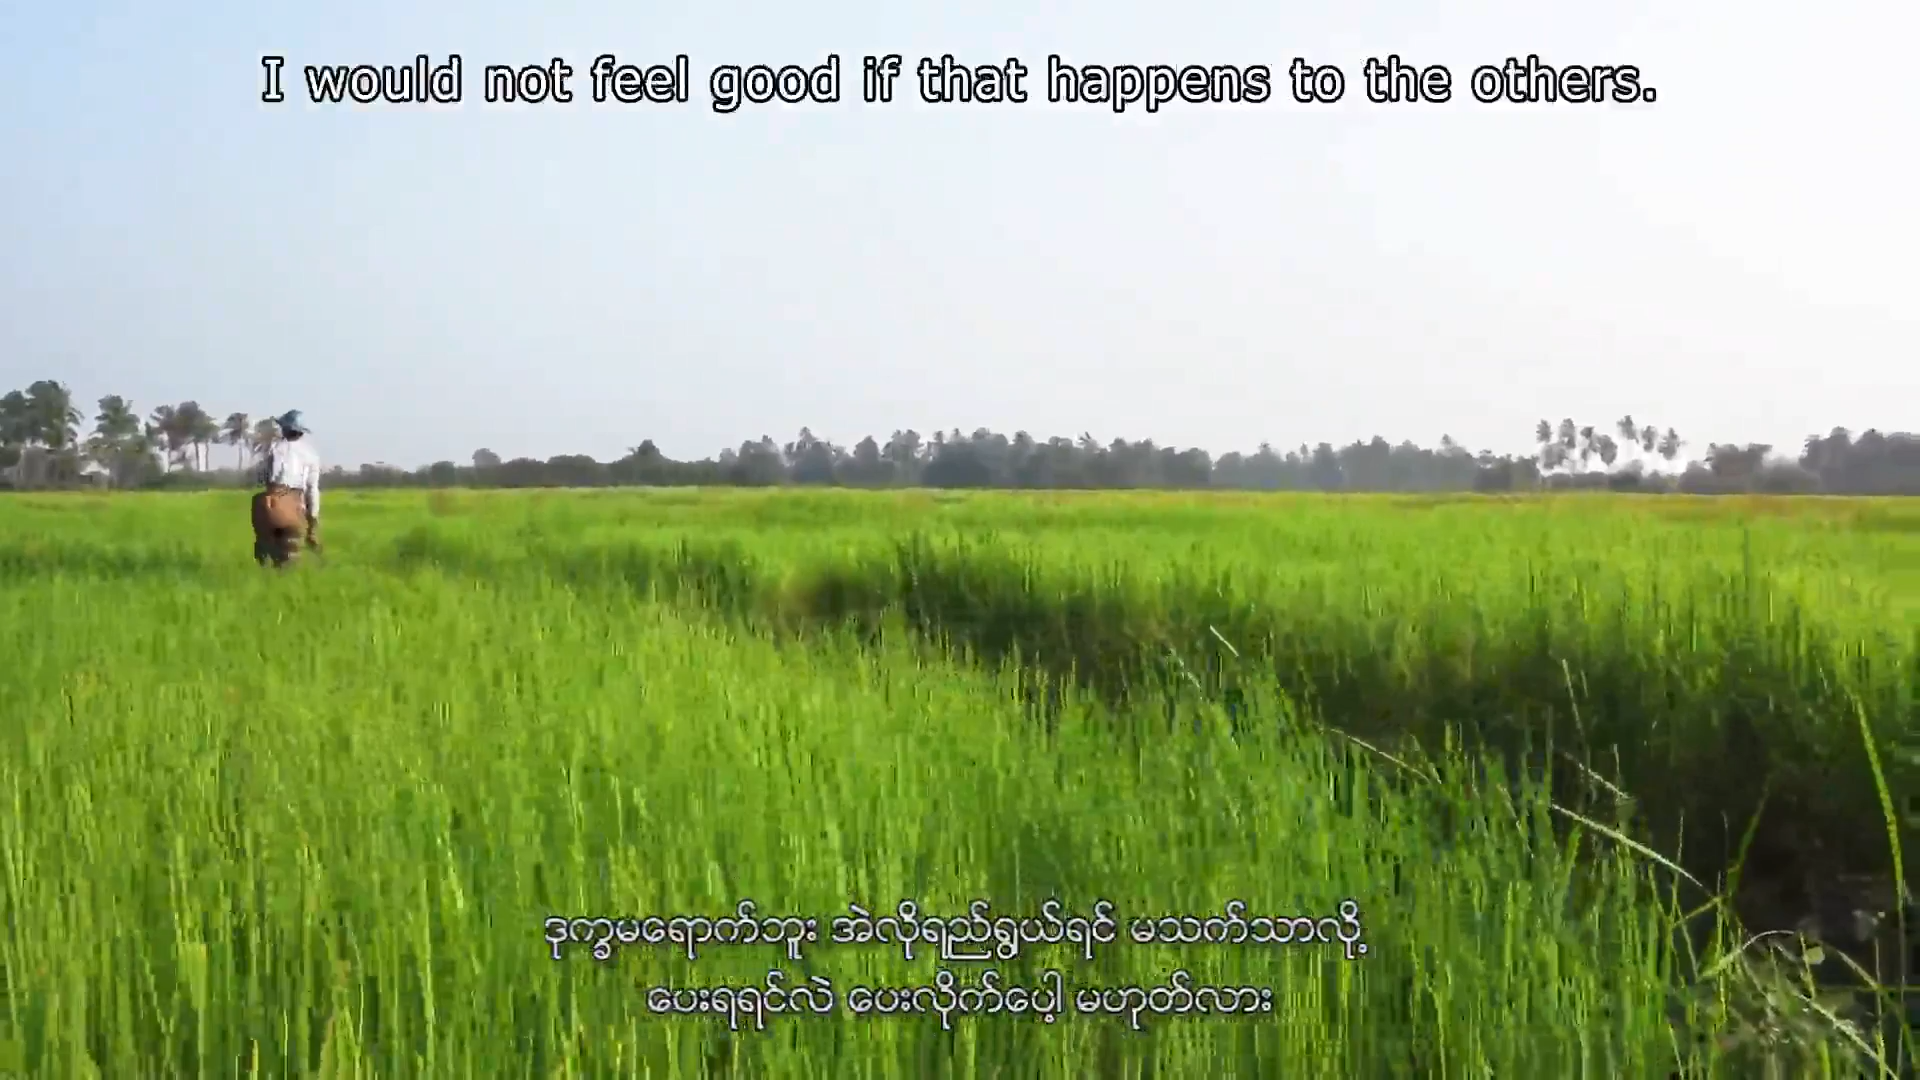 I would not feel good if that happens to the others.
ဒုက္ခမရောက်ဘူး အဲလိုရည်ရွယ်ရင် မသက်သာလို့
ပေးရရင်လဲ ပေးလိုက်ပေါ့ မဟုတ်လား